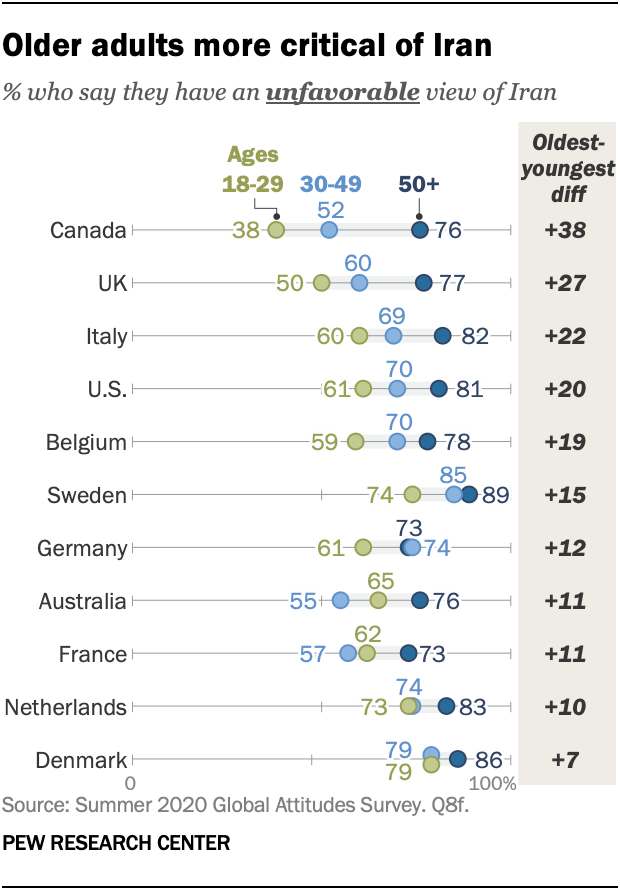 Older adults more critical of Iran
% who say they have an unfavorable view of Iran
Oldest-
youngest
diff
Ages
18-29 30-49 50+
Canada 38 52 76 +38
UK 50 60 77 +27
Italy 60 69 82 +22
U.S. 61 70 81 +20
Belgium 59 70 78 +19
Sweden 74 85 89 +15
Germany 61 73 74 +12
Australia 55 65 76 +11
France 57 62 73 +11
Netherlands 73 74 83 +10
Denmark 79 79 86 +7
0 100%
Source: Summer 2020 Global Attitudes Survey. Q8f.
PEW RESEARCH CENTER